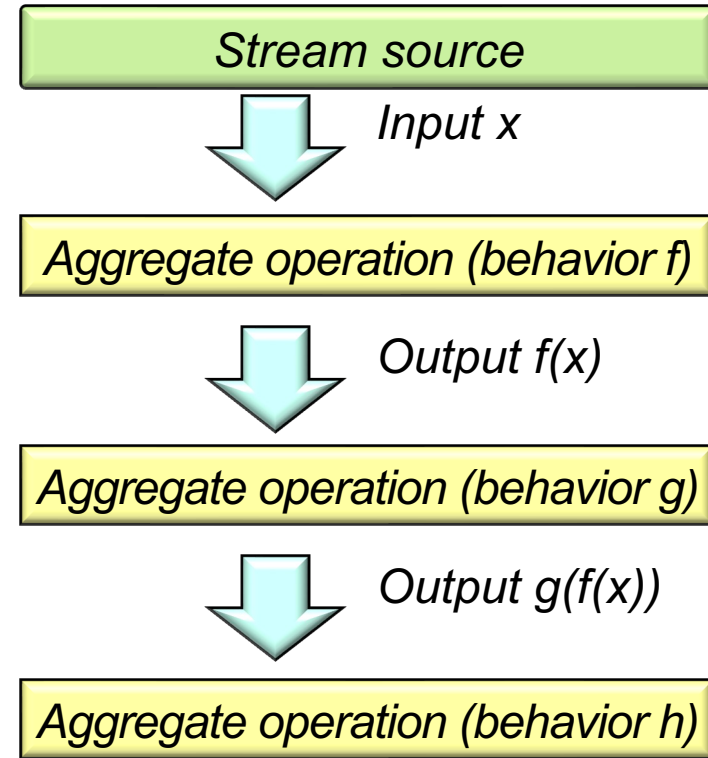 Stream source
Input x
Aggregate operation (behavior f)
Output f(x)
Aggregate operation (behavior g)
Output g(f(x))
Aggregate operation (behavior h)